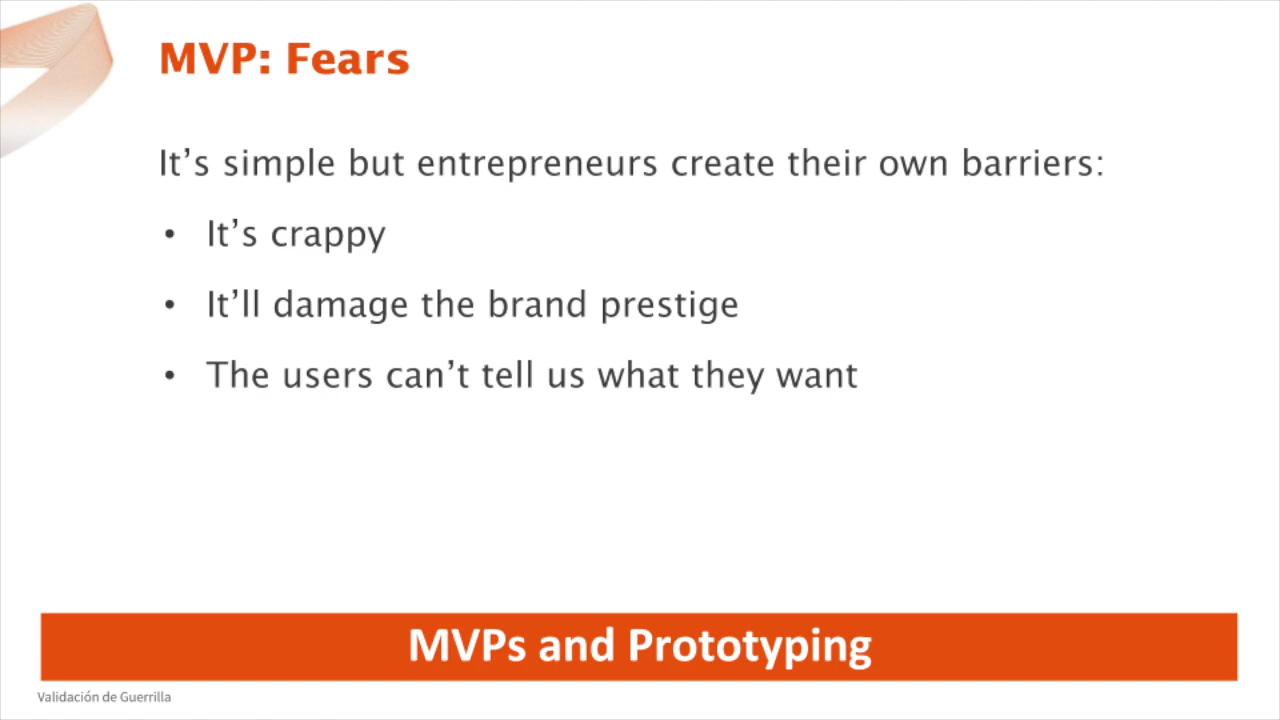 MVP: Fears
It’s simple but entrepreneurs create their own barriers:
• It’s crappy
• It’ll damage the brand prestige
• The users can’t tell us what they want
MVPs and Prototyping
Validación de Guerrilla